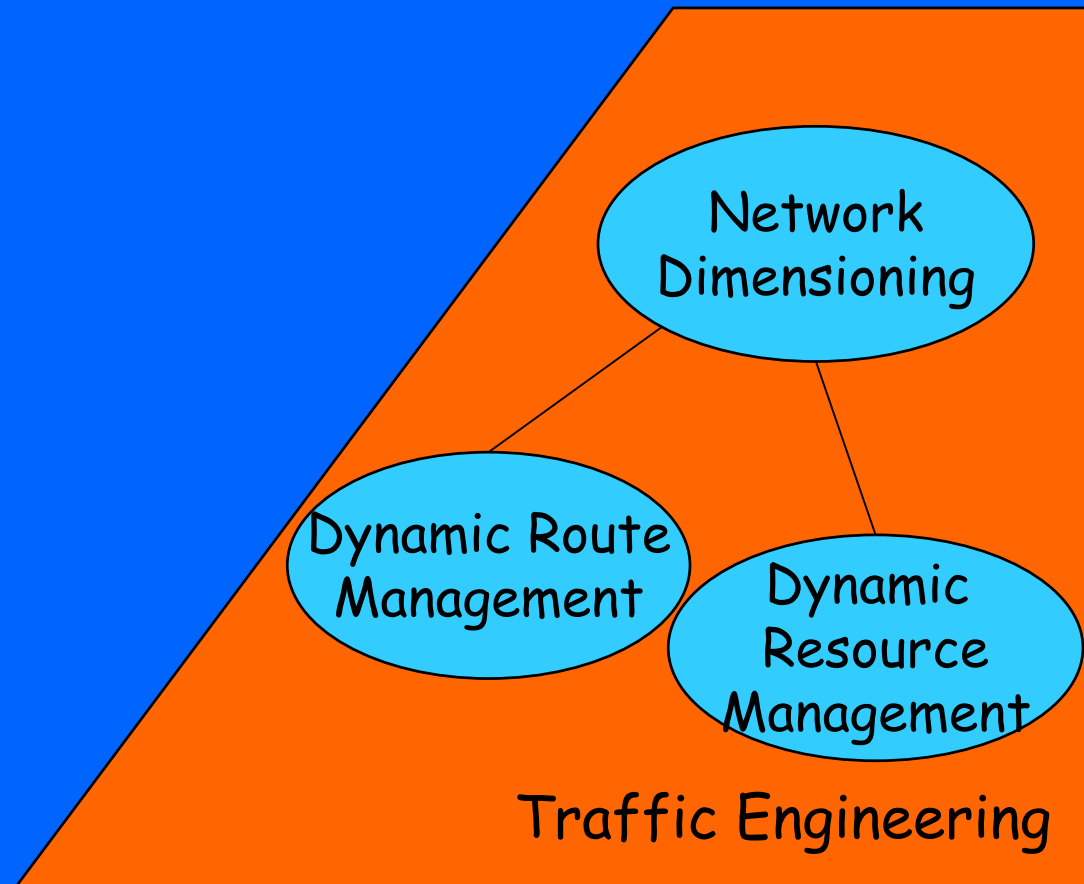 Network
Dimensioning
Dynamic Route
Management
Dynamic
Resource
Management
Traffic Engineering